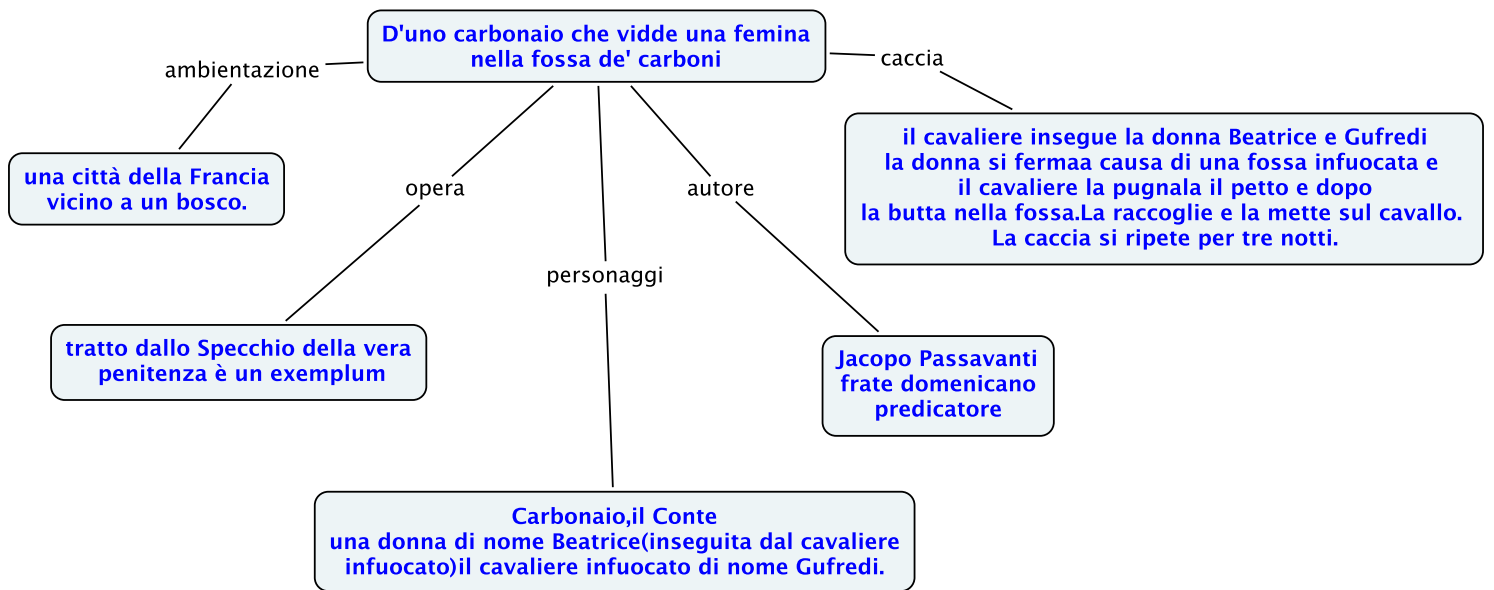 D'uno carbonaio che vidde una femina
nella fossa de' carboni
ambientazione
caccia
una città della Francia
vicino a un bosco.
il cavaliere insegue la donna Beatrice e Gufredi
la donna si fermaa causa di una fossa infuocata e
il cavaliere la pugnala il petto e dopo
la butta nella fossa.La raccoglie e la mette sul cavallo.
La caccia si ripete per tre notti.
opera
autore
personaggi
tratto dallo Specchio della vera
penitenza è un exemplum
Jacopo Passavanti
frate domenicano
predicatore
Carbonaio,il Conte
una donna di nome Beatrice(inseguita dal cavaliere
infuocato)il cavaliere infuocato di nome Gufredi.